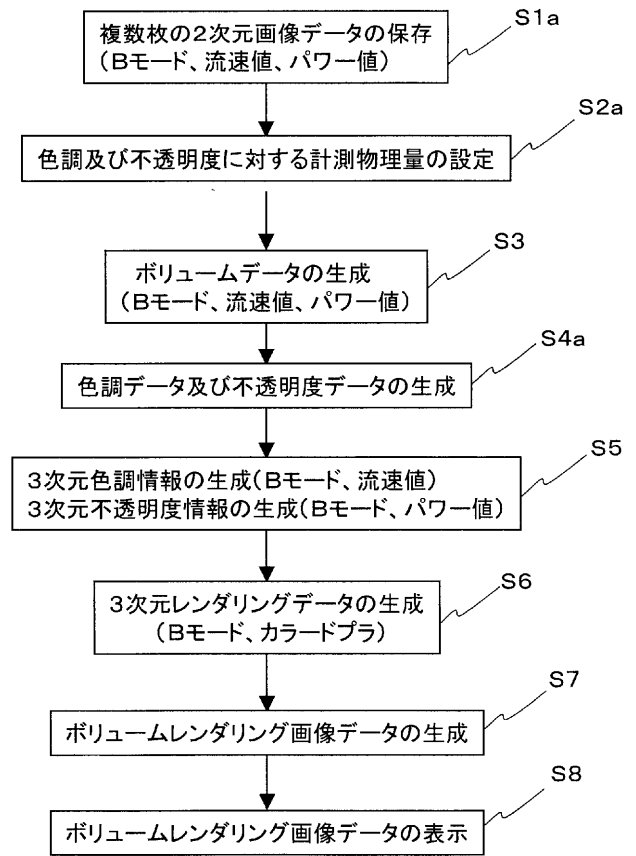 S1a
複数枚の2次元画像データの保存
(Bモード、流速値、パワー値)
S2a
色調及び不透明度に対する計測物理量の設定
S3
ボリュームデータの生成
(Bモード、流速値、パワー値)
S4a
色調データ及び不透明度データの生成
S5
3次元色調情報の生成(Bモード、流速値)
3次元不透明度情報の生成(Bモード、パワー値)
S6
3次元レンダリングデータの生成
(Bモード、カラードプラ)
S7
ボリュームレンダリング画像データの生成
S8
ボリュームレンダリング画像データの表示